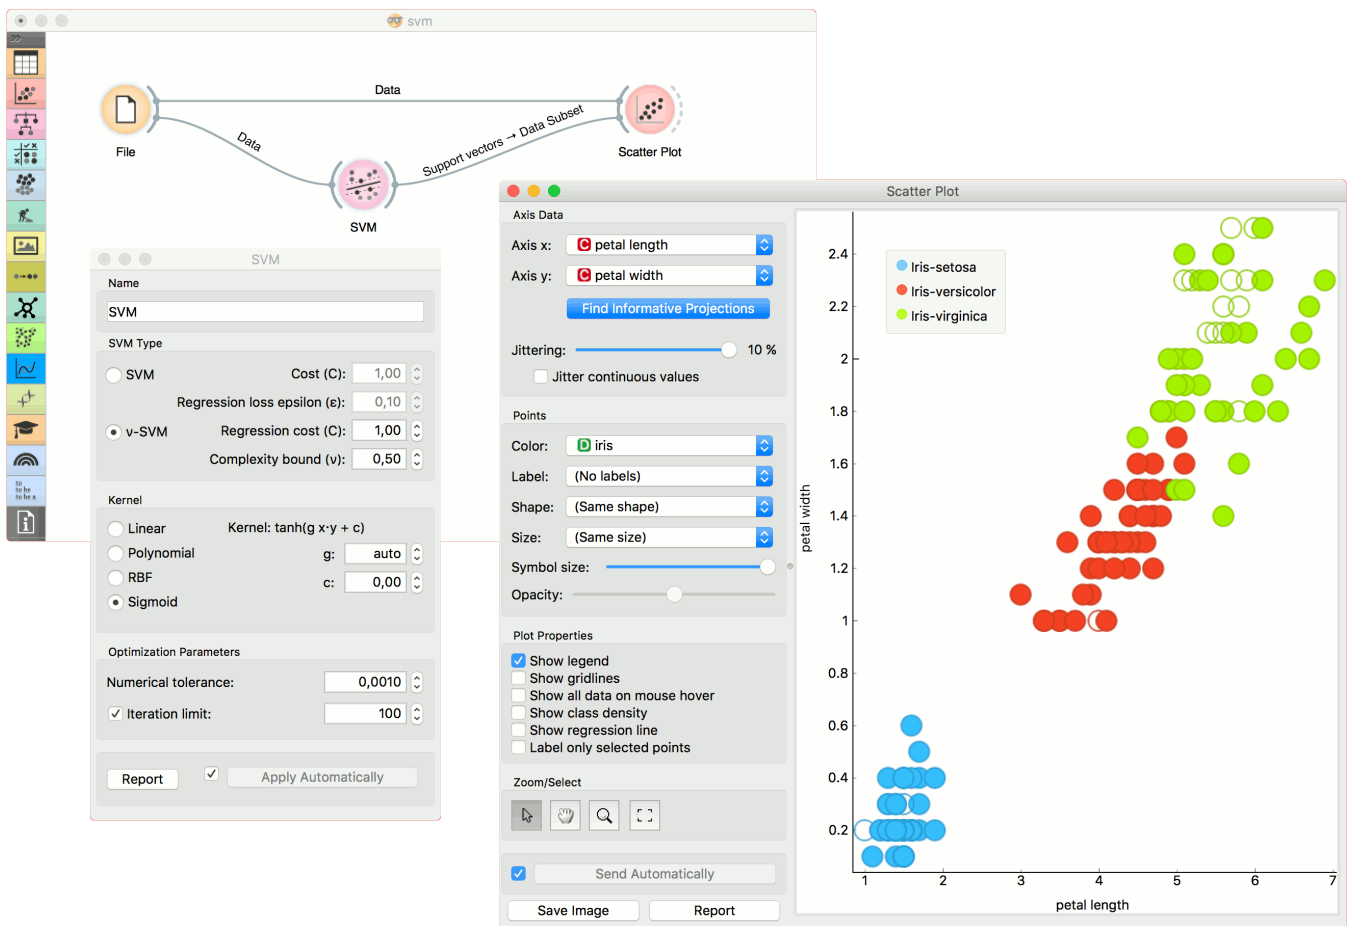 svm
Data
Data
Support vectors → Data Subset
File
SVM
Scatter Plot
to
to be
to be a
SVM
Name
SVM
SVM Type
SVM
Cost (C): 1,00
Regression loss epsilon (ε): 0,10
ν-SVM
Regression cost (C): 1,00
Complexity bound (ν): 0,50
Kernel
Linear
Kernel: tanh(g x·y + c)
Polynomial
g: auto
RBF
c: 0,00
Sigmoid
Optimization Parameters
Numerical tolerance: 0,0010
Iteration limit: 100
Report
Apply Automatically
Scatter Plot
Axis Data
Axis x: C petal length
Axis y: C petal width
Find Informative Projections
Jittering: 10 %
Jitter continuous values
Points
Color: D iris
Label: (No labels)
Shape: (Same shape)
Size: (Same size)
Symbol size:
Opacity:
Plot Properties
Show legend
Show gridlines
Show all data on mouse hover
Show class density
Show regression line
Label only selected points
Zoom/Select
Send Automatically
Save Image
Report
Iris-setosa
Iris-versicolor
Iris-virginica
petal width
2.4
2.2
2
1.8
1.6
1.4
1.2
1
0.8
0.6
0.4
0.2
1 2 3 4 5 6 7
petal length